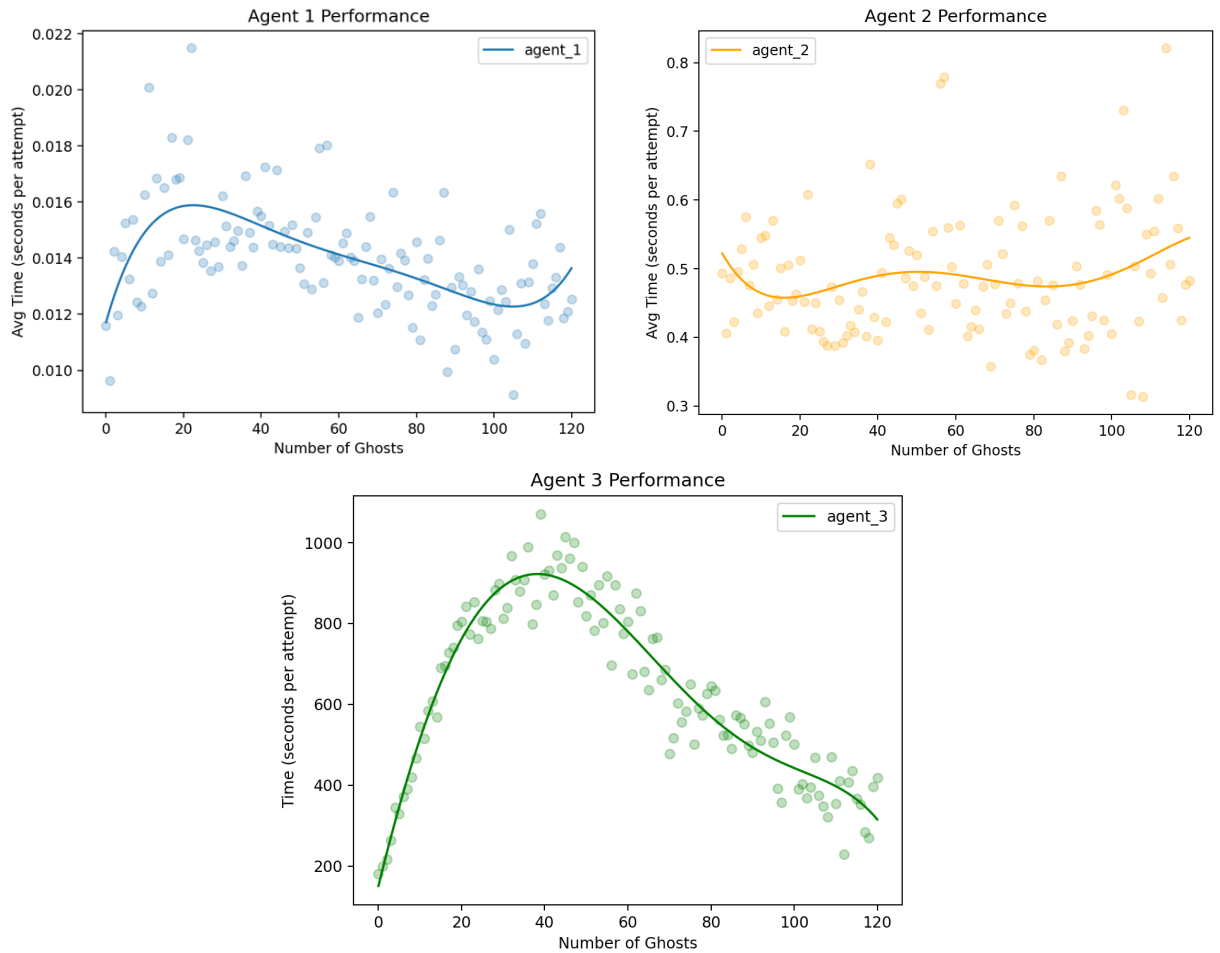 Agent 1 Performance
agent_1
Avg Time (seconds per attempt)
0.022
0.020
0.018
0.016
0.014
0.012
0.010
0 20 40 60 80 100 120
Number of Ghosts
Agent 2 Performance
agent_2
Avg Time (seconds per attempt)
0.8
0.7
0.6
0.5
0.4
0.3
0 20 40 60 80 100 120
Number of Ghosts
Agent 3 Performance
agent_3
Time (seconds per attempt)
1000
800
600
400
200
0 20 40 60 80 100 120
Number of Ghosts